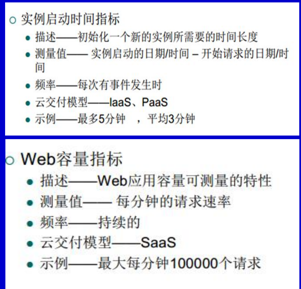 实例启动时间指标
描述——初始化一个新的实例所需要的时间长度
测量值—— 实例启动的日期/时间 – 开始请求的日期/时
间
频率——每次有事件发生时
云交付模型——IaaS、PaaS
示例——最多5分钟 ，平均3分钟
Web容量指标
描述——Web应用容量可测量的特性
测量值—— 每分钟的请求速率
频率——持续的
云交付模型——SaaS
示例——最大每分钟100000个请求